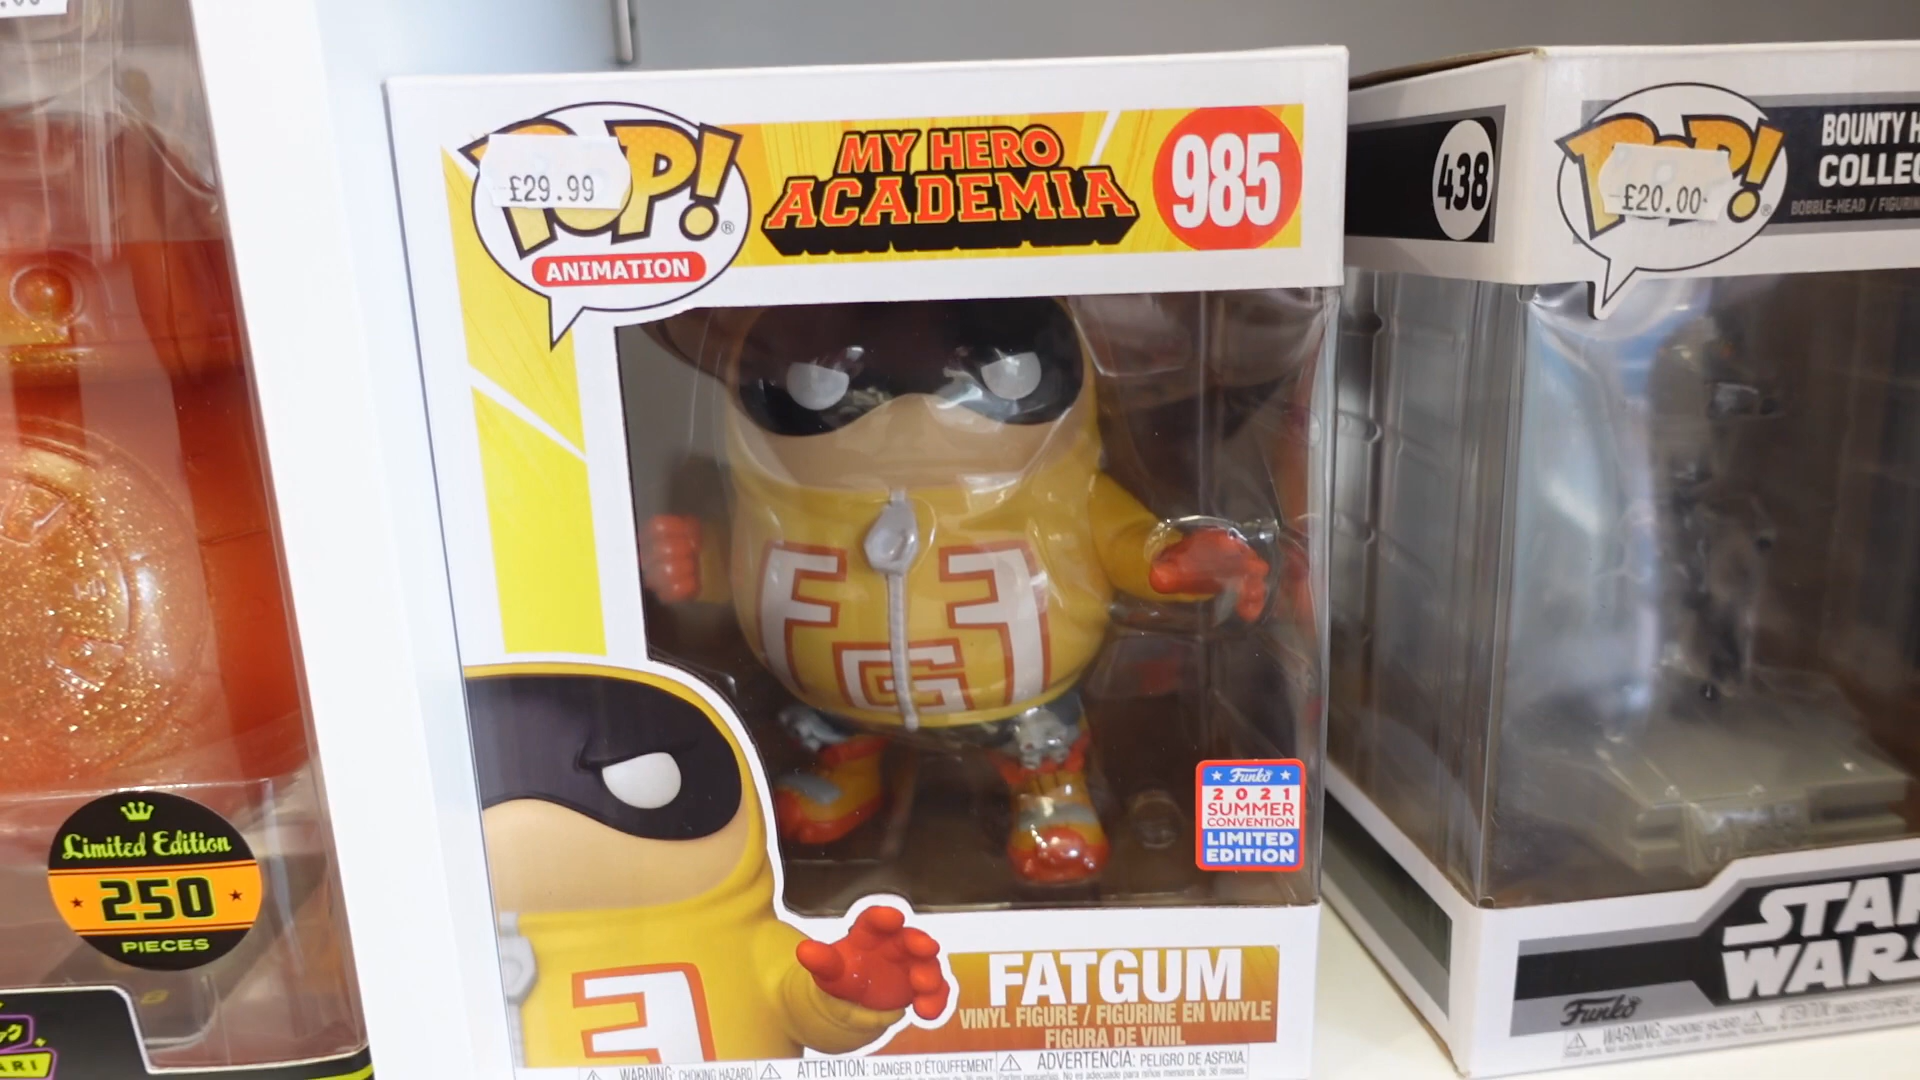 £29.99
POP!
ANIMATION
MY HERO
ACADEMIA
985
F F
G
Funko
2021
SUMMER
CONVENTION
LIMITED
EDITION
FATGUM
VINYL FIGURE / FIGURINE EN VINYLE
FIGURA DE VINIL
WARNING: CHOKING HAZARD
ATTENTION: DANGER D'ÉTOUFFEMENT.
ADVERTENCIA: PELIGRO DE ASFIXIA.
Limited Edition
250
PIECES
438
POP!
£20.00
BOUNTY
COLLEC
BOBBLE-HEAD /
STAR
WARS
Funko
WARNING: CHOKING HAZARD